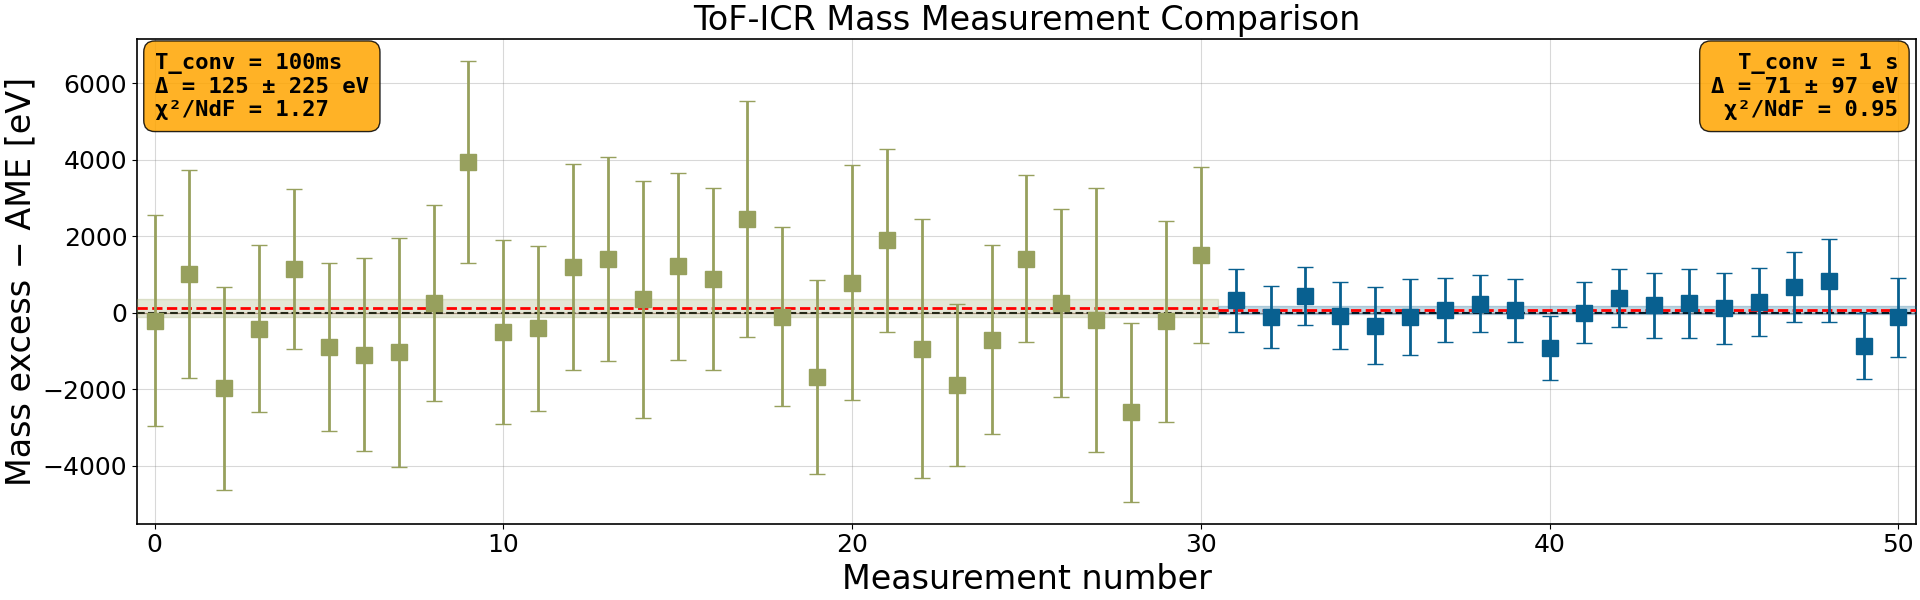 ToF-ICR Mass Measurement Comparison
T_conv = 100ms
Δ = 125 ± 225 eV
χ²/NdF = 1.27
T_conv = 1 s
Δ = 71 ± 97 eV
χ²/NdF = 0.95
Mass excess − AME [eV]
6000
4000
2000
0
−2000
−4000
0 10 20 30 40 50
Measurement number